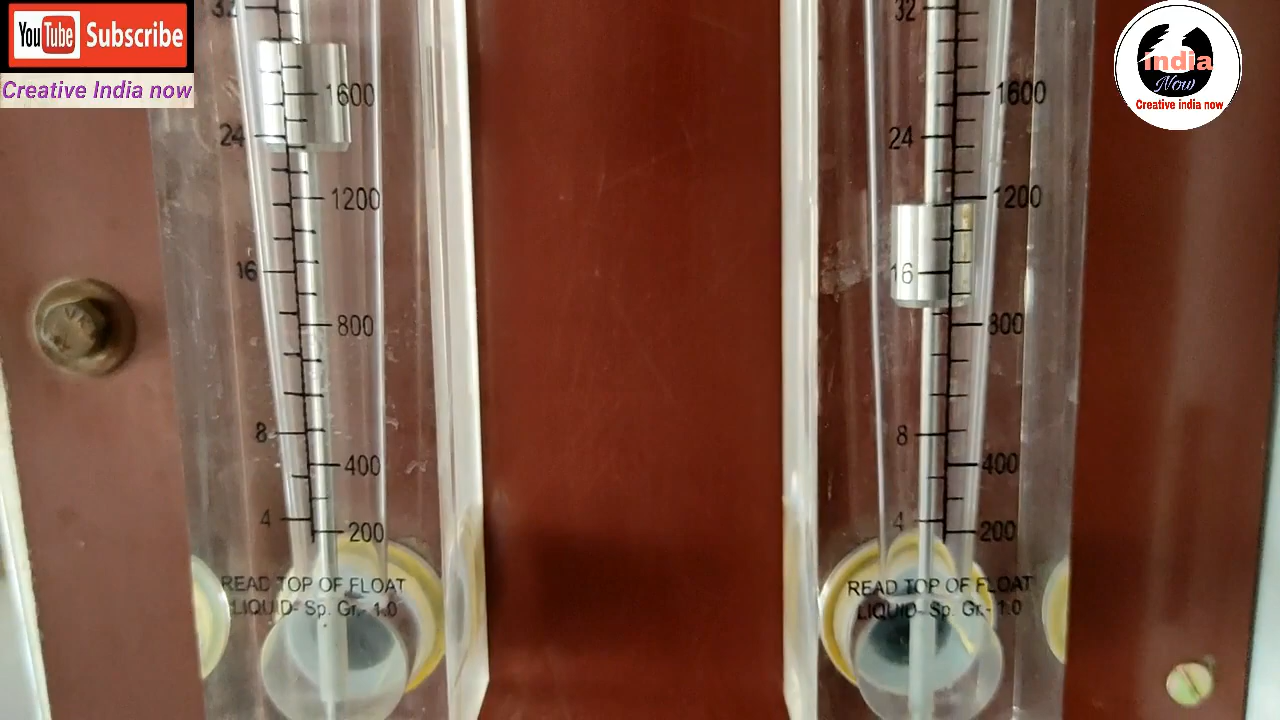 YouTube Subscribe
Creative India now
32
1600
24
1200
16
800
8
400
4
200
READ TOP OF FLOAT
LIQUID- Sp. Gr.- 1.0
32
1600
24
1200
16
800
8
400
4
200
READ TOP OF FLOAT
LIQUID- Sp. Gr.- 1.0
India
Now
Creative india now